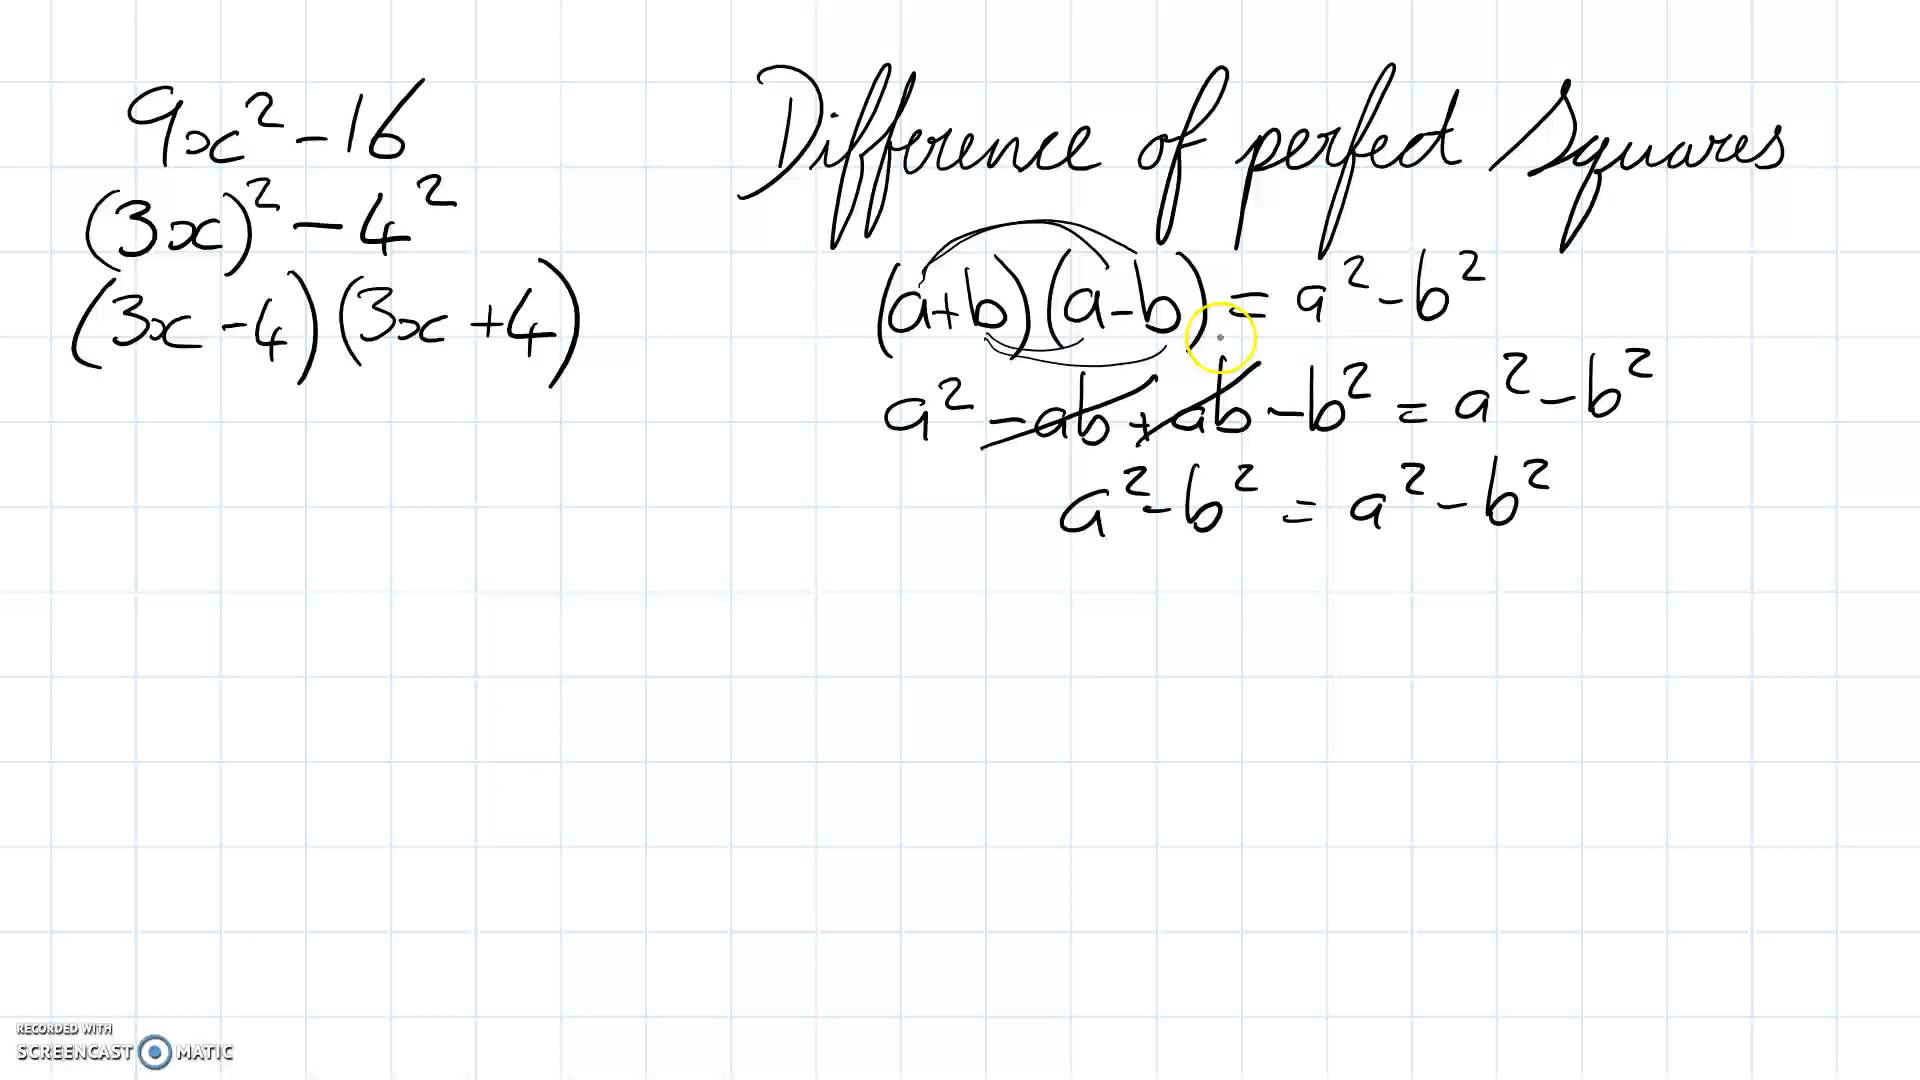 9x² - 16
(3x)² - 4²
(3x - 4)(3x + 4)
Difference of perfect Squares
(a+b)(a-b) = a² - b²
a² - ab + ab - b² = a² - b²
a² - b² = a² - b²
RECORDED WITH
SCREENCAST MATIC